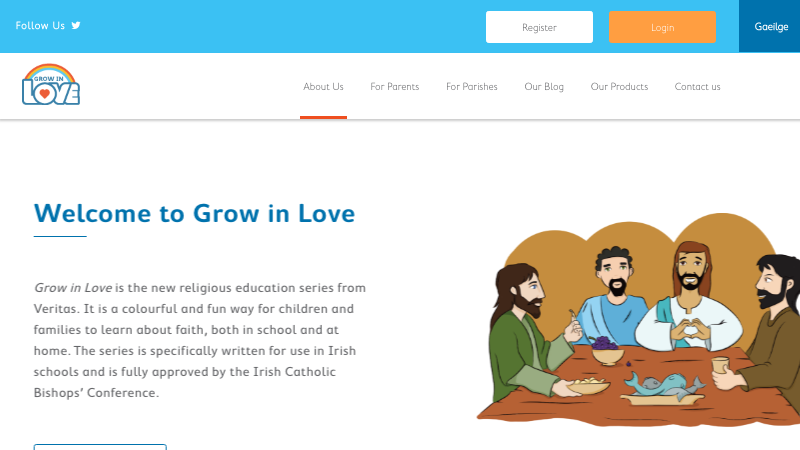 Follow Us
Register
Login
Gaeilge
GROW IN
LOVE
About Us
For Parents
For Parishes
Our Blog
Our Products
Contact us
Welcome to Grow in Love
Grow in Love is the new religious education series from
Veritas. It is a colourful and fun way for children and
families to learn about faith, both in school and at
home. The series is specifically written for use in Irish
schools and is fully approved by the Irish Catholic
Bishops’ Conference.